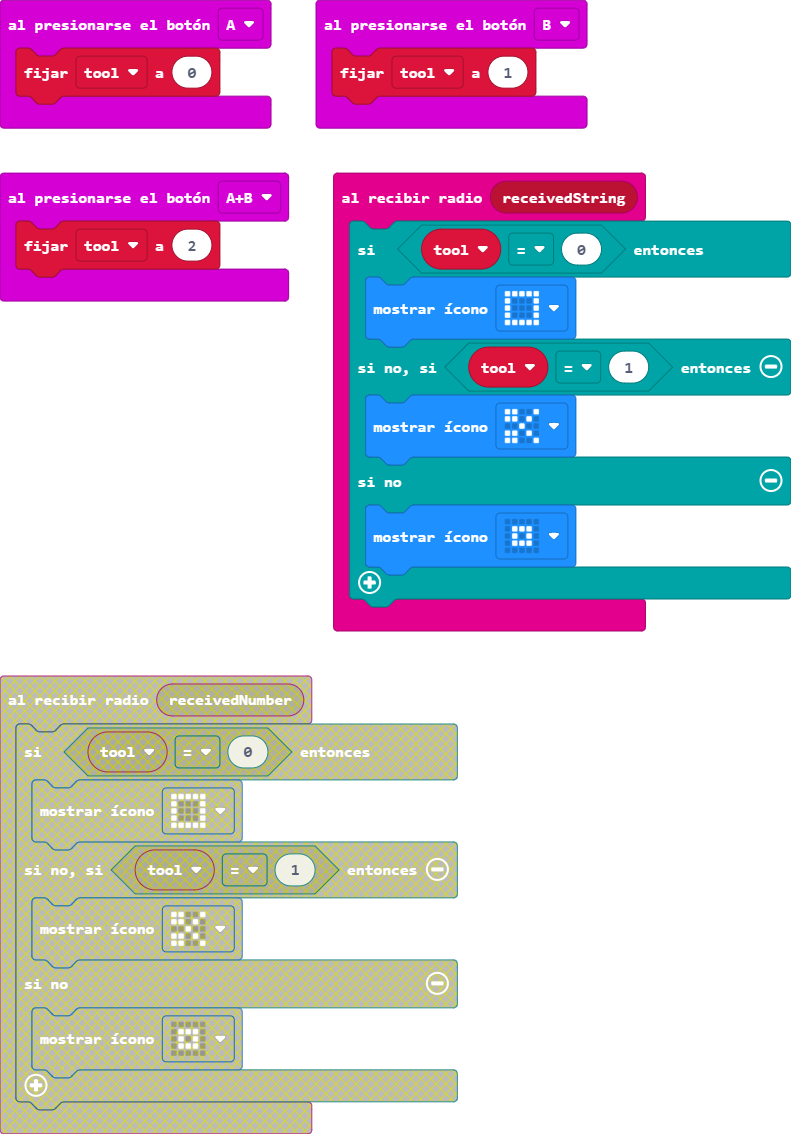 al presionarse el botón A
fijar tool a 0
al presionarse el botón B
fijar tool a 1
al presionarse el botón A+B
fijar tool a 2
al recibir radio receivedString
si tool = 0 entonces
mostrar ícono
si no, si tool = 1 entonces
mostrar ícono
si no
mostrar ícono
al recibir radio receivedNumber
si tool = 0 entonces
mostrar ícono
si no, si tool = 1 entonces
mostrar ícono
si no
mostrar ícono